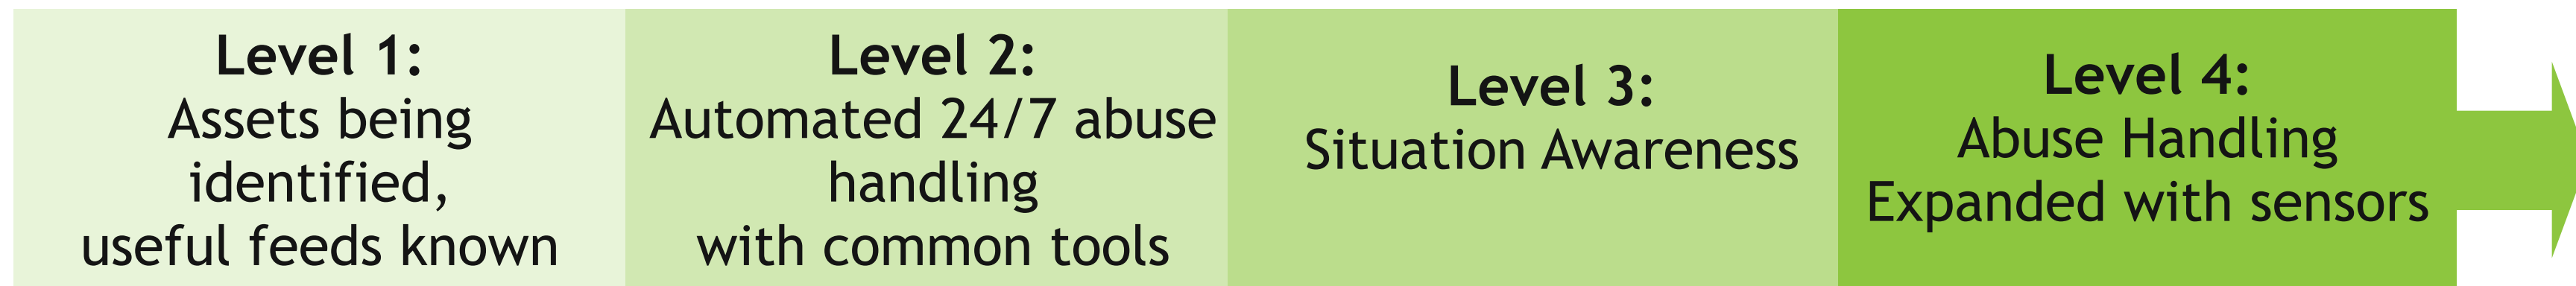 Level 1:
Assets being
identified,
useful feeds known
Level 2:
Automated 24/7 abuse
handling
with common tools
Level 3:
Situation Awareness
Level 4:
Abuse Handling
Expanded with sensors